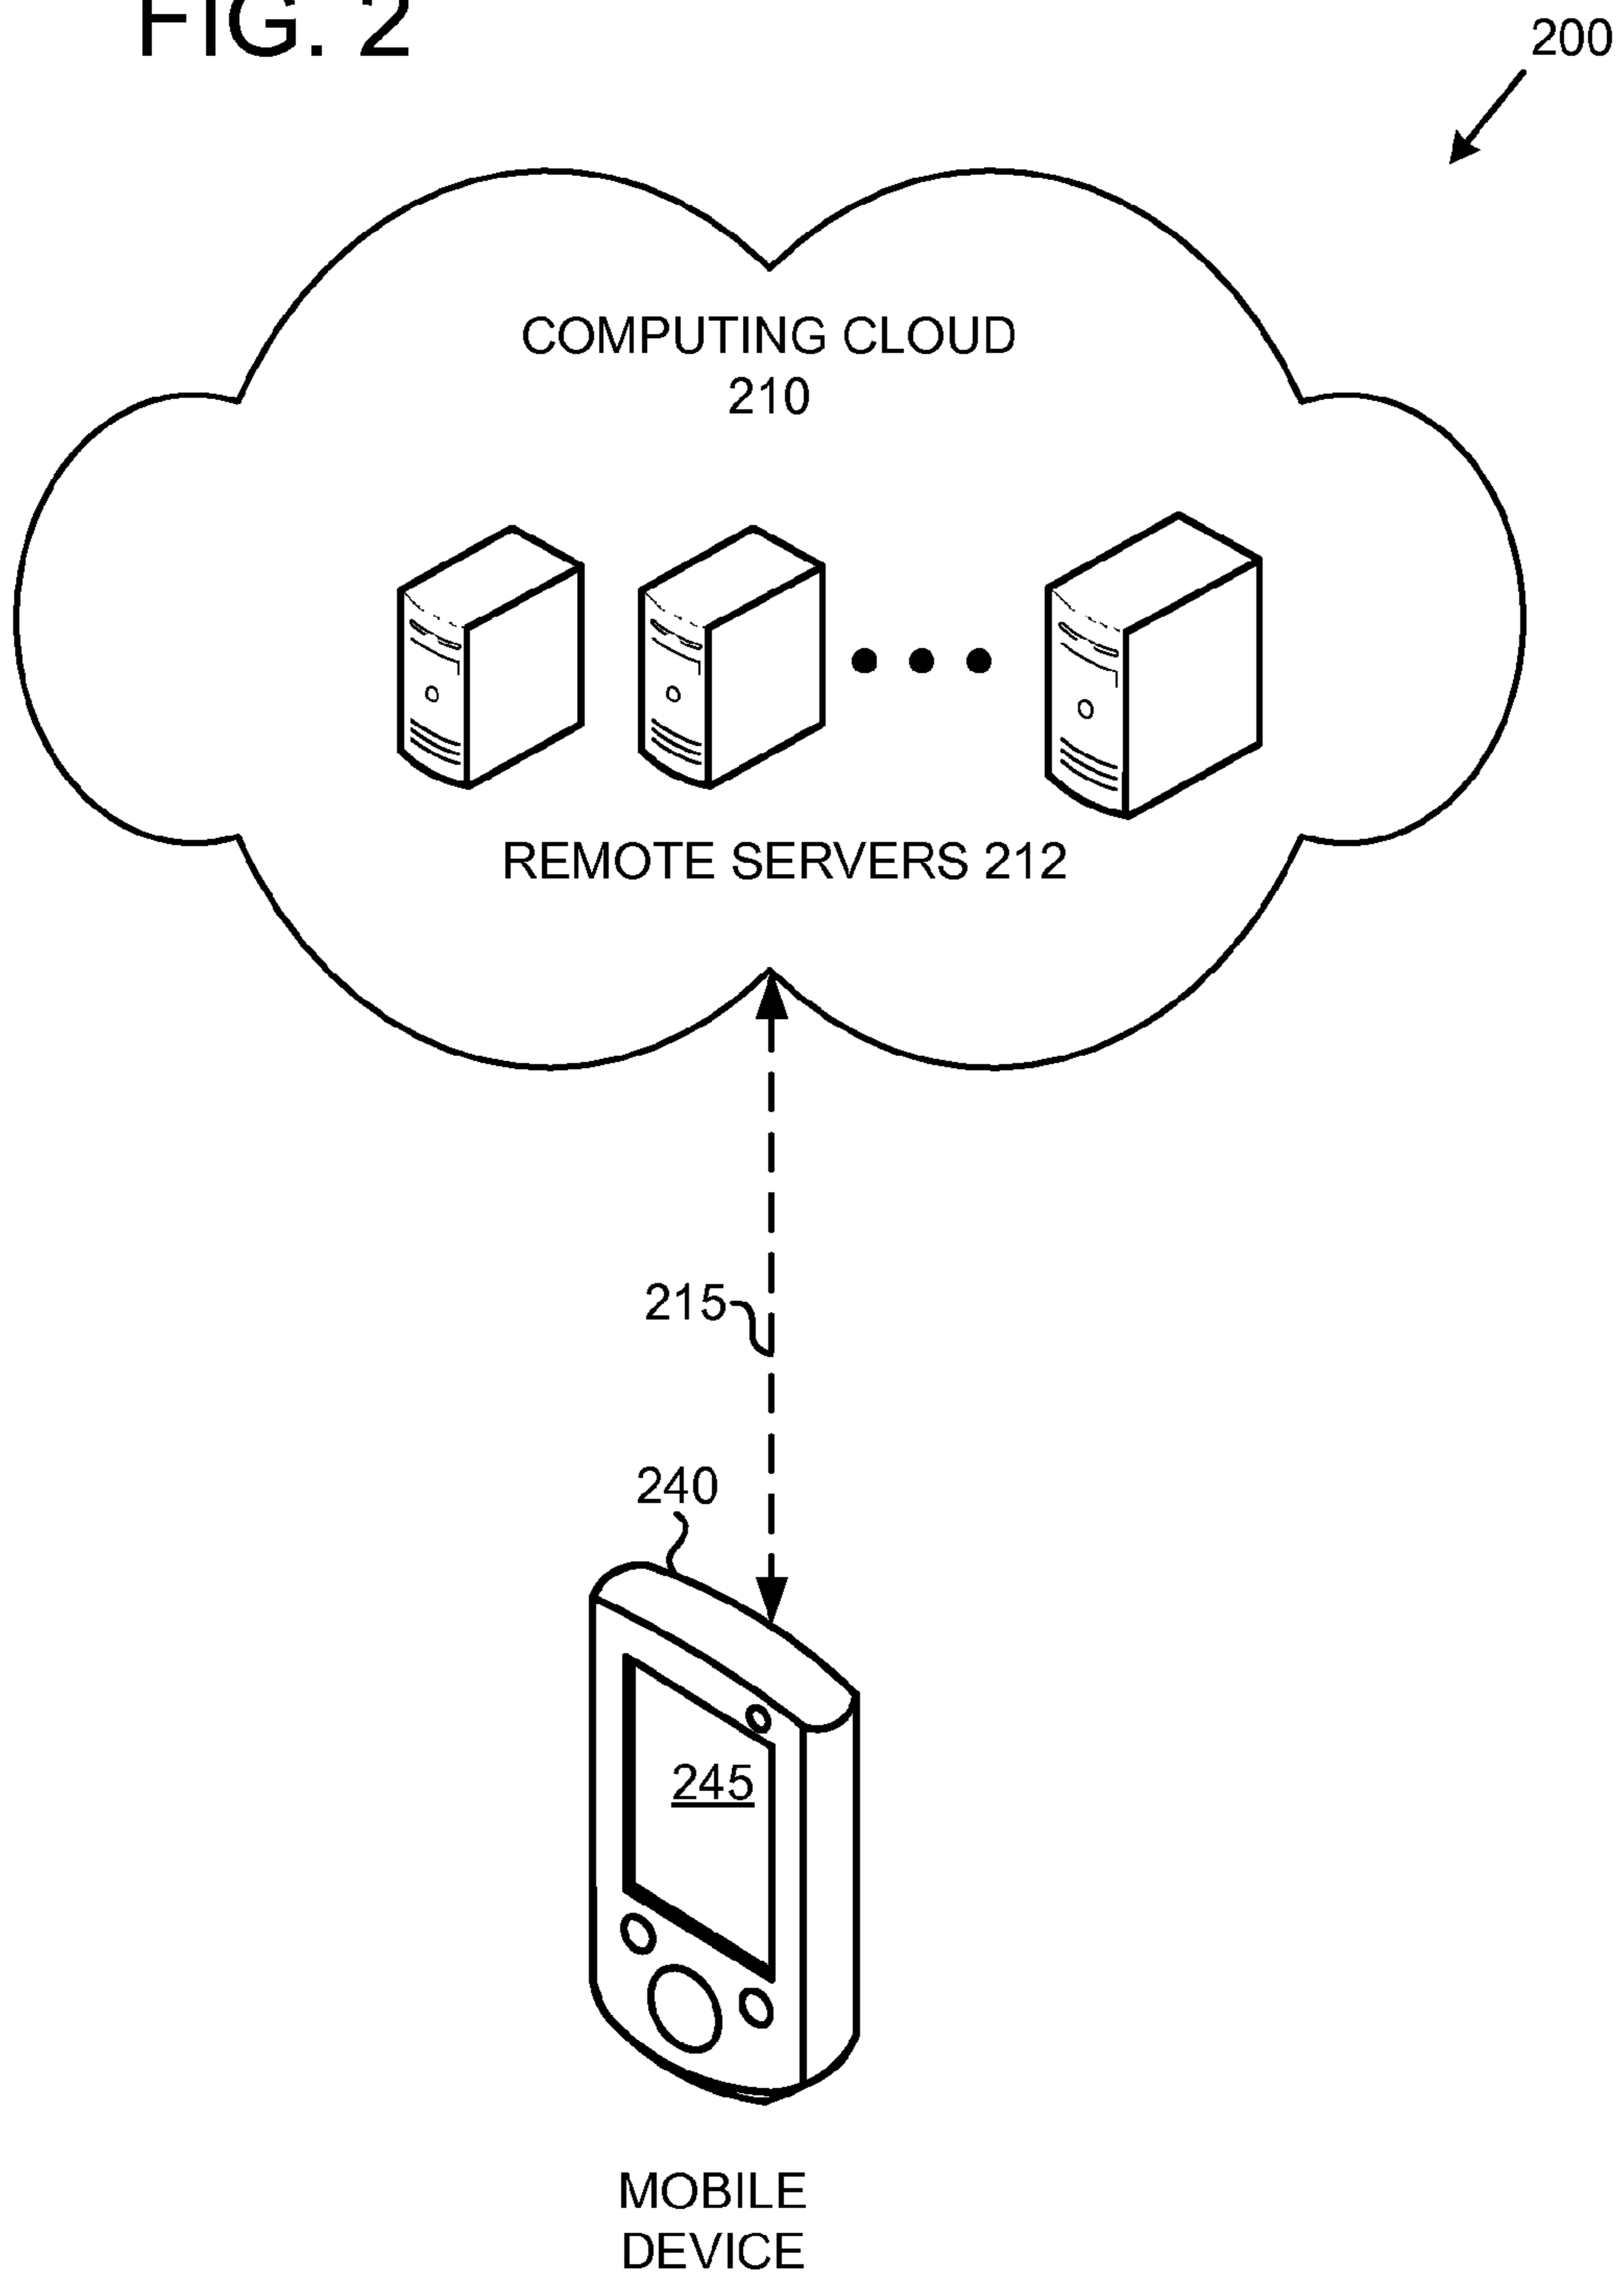 FIG. 2
200
COMPUTING CLOUD
210
REMOTE SERVERS 212
215
240
245
MOBILE
DEVICE